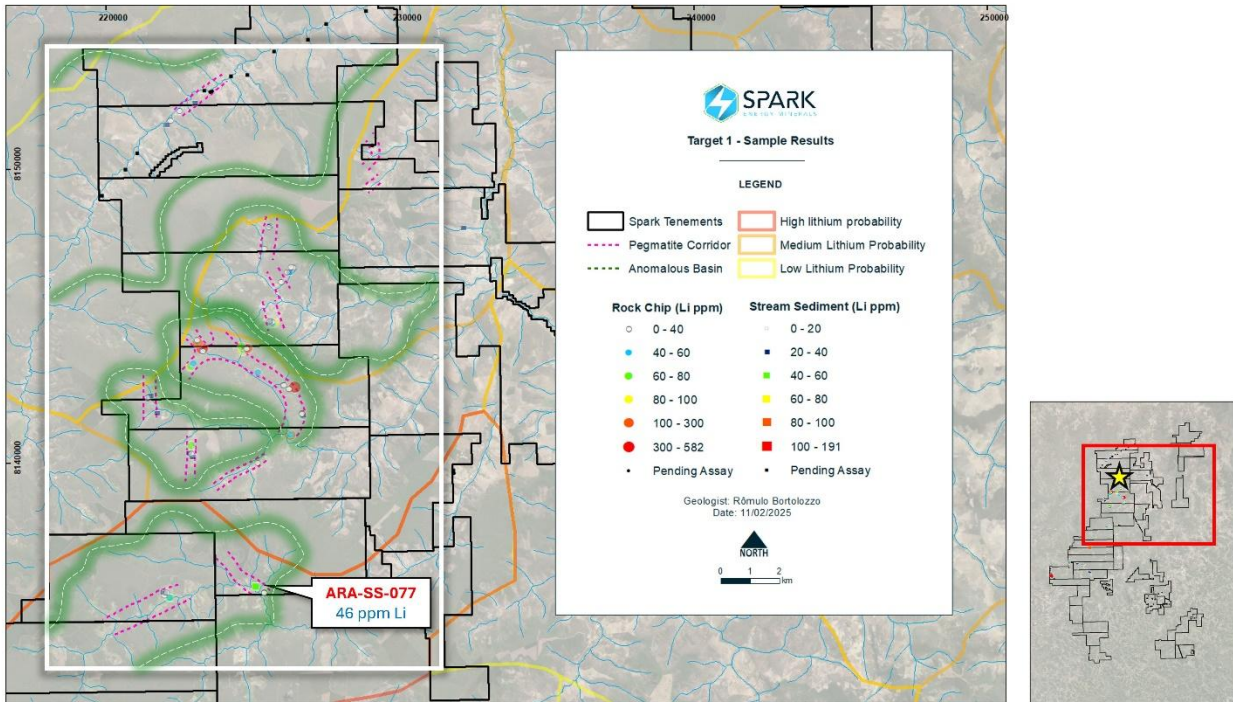 220000
230000
240000
250000
8150000
8140000
SPARK
ENERGY MINERALS
Target 1 - Sample Results
LEGEND
Spark Tenements
High lithium probability
Pegmatite Corridor
Medium Lithium Probability
Anomalous Basin
Low Lithium Probability
Rock Chip (Li ppm)
0 - 40
40 - 60
60 - 80
80 - 100
100 - 300
300 - 582
Pending Assay
Stream Sediment (Li ppm)
0 - 20
20 - 40
40 - 60
60 - 80
80 - 100
100 - 191
Pending Assay
Geologist: Rômulo Bortolozzo
Date: 11/02/2025
NORTH
0 1 2
km
ARA-SS-077
46 ppm Li